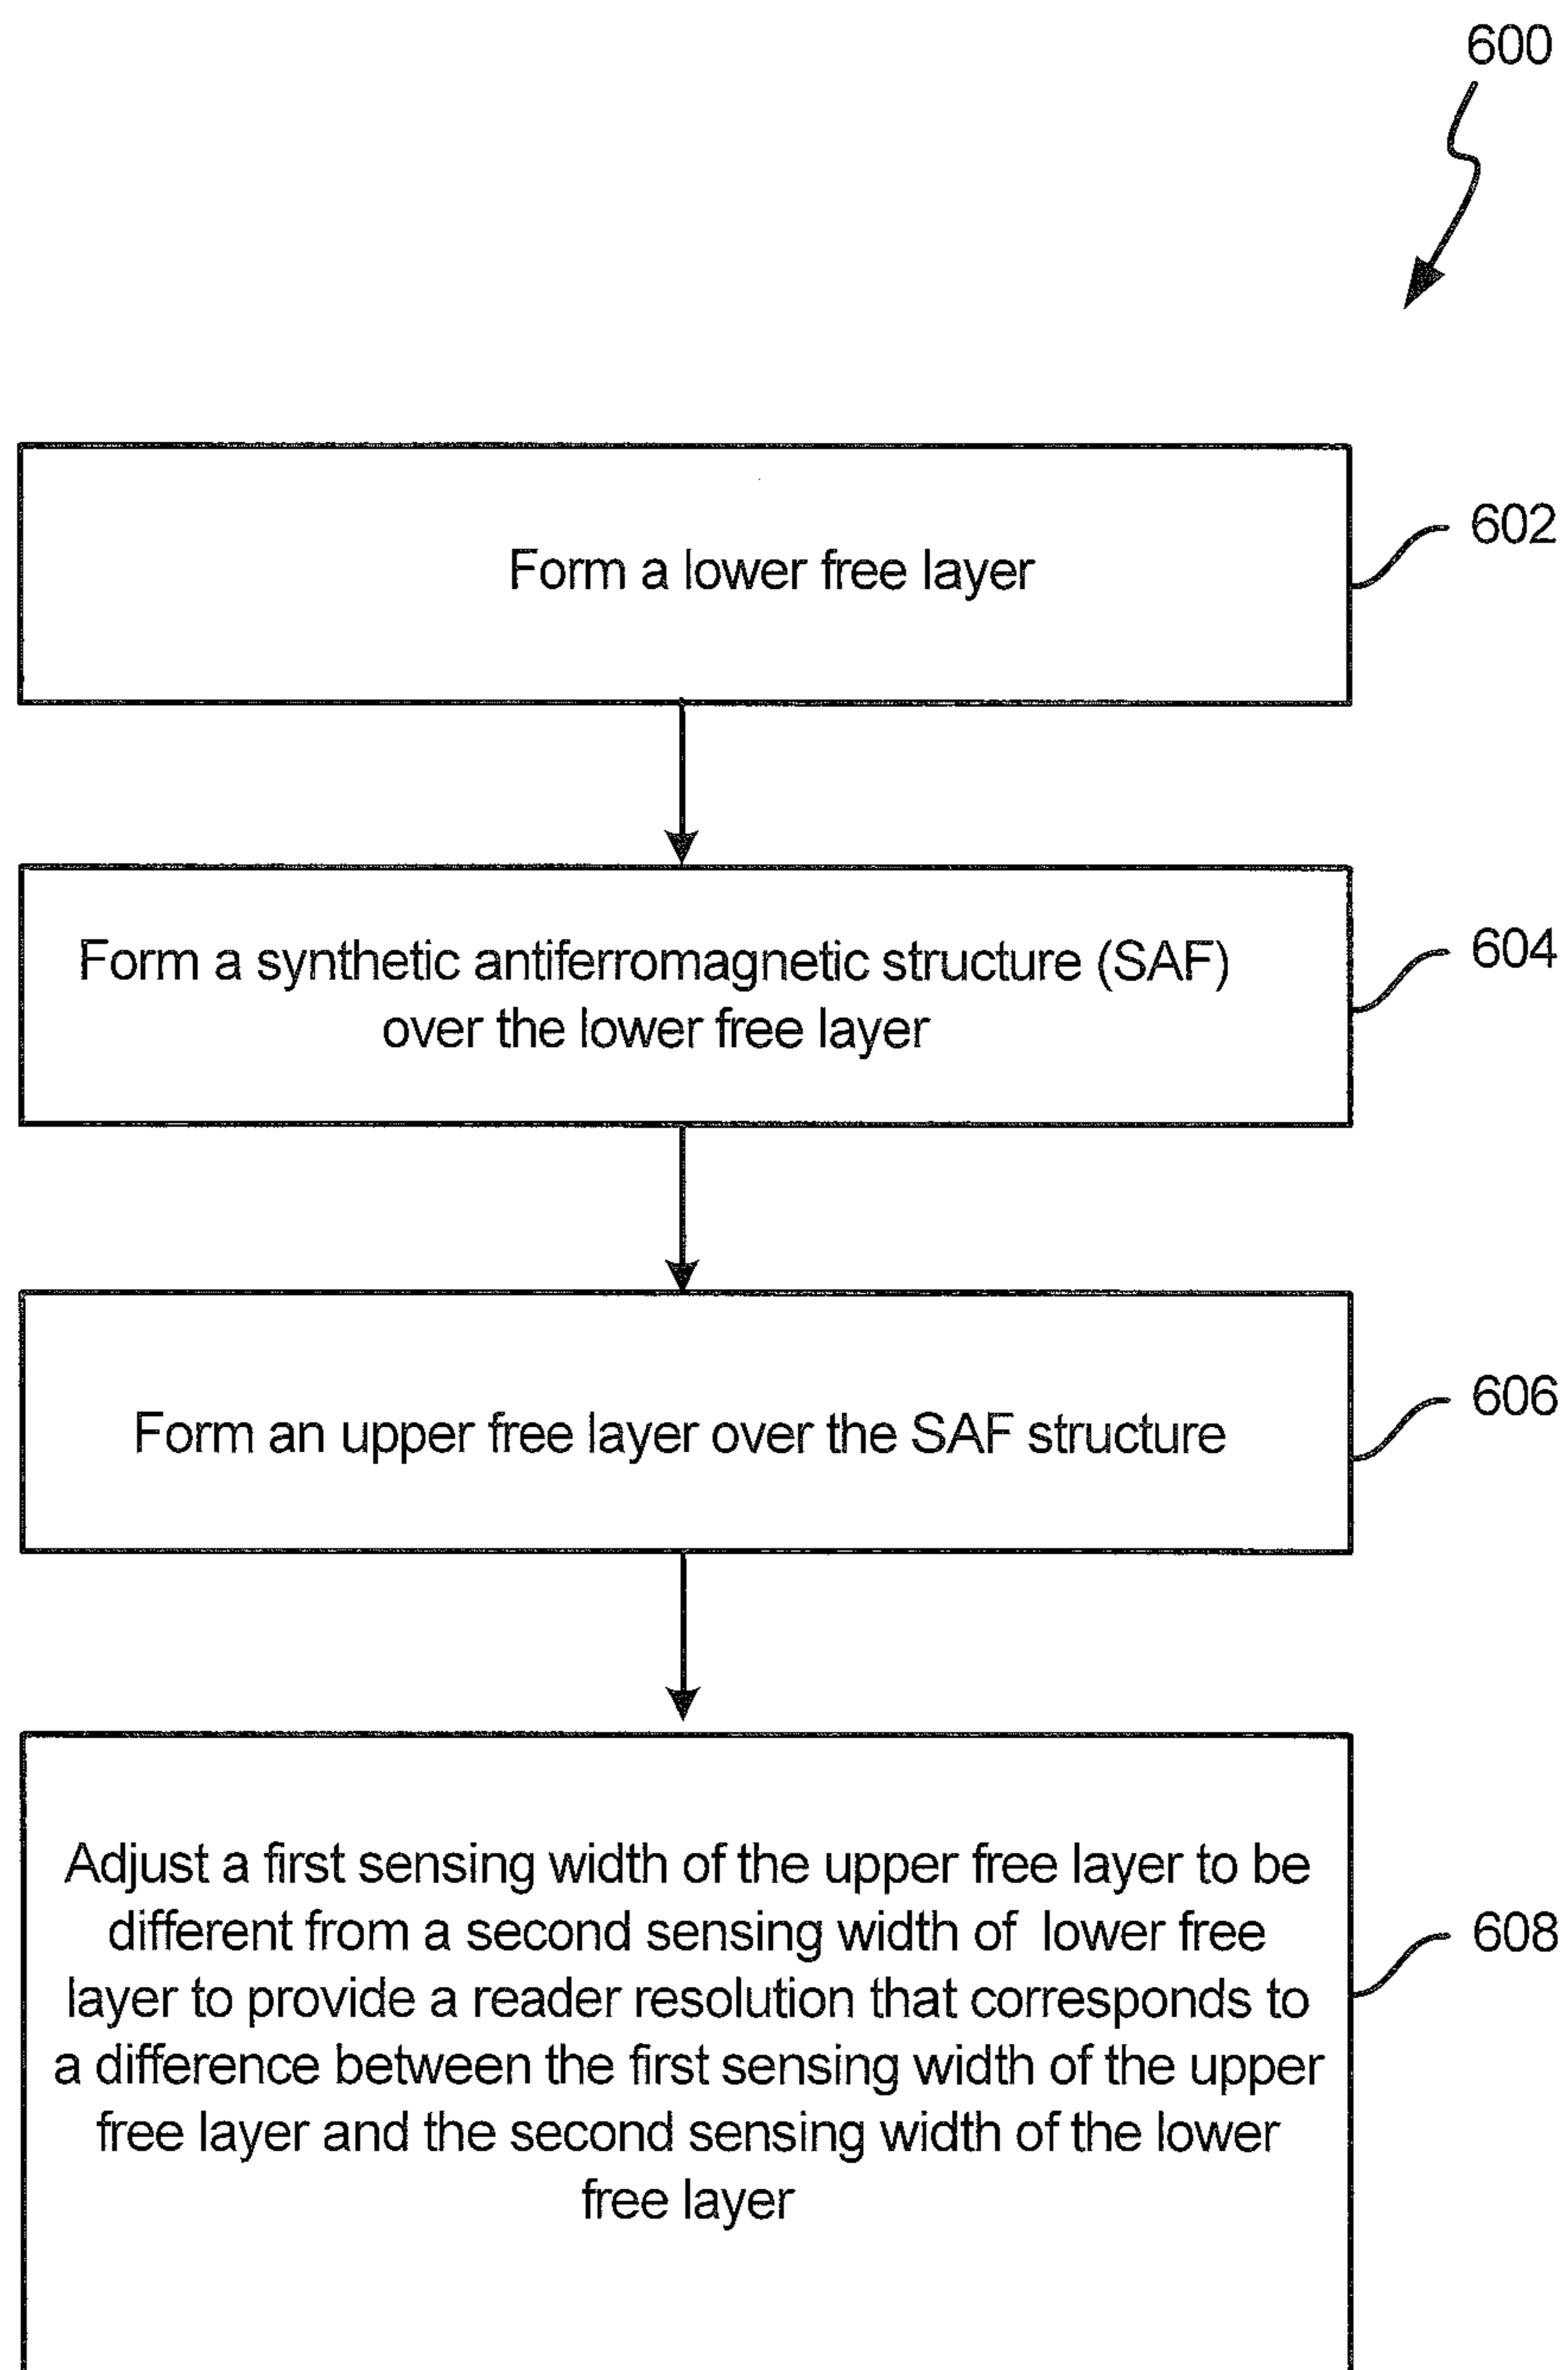 600
Form a lower free layer
602
Form a synthetic antiferromagnetic structure (SAF)
over the lower free layer
604
Form an upper free layer over the SAF structure
606
Adjust a first sensing width of the upper free layer to be
different from a second sensing width of lower free
layer to provide a reader resolution that corresponds to
a difference between the first sensing width of the upper
free layer and the second sensing width of the lower
free layer
608